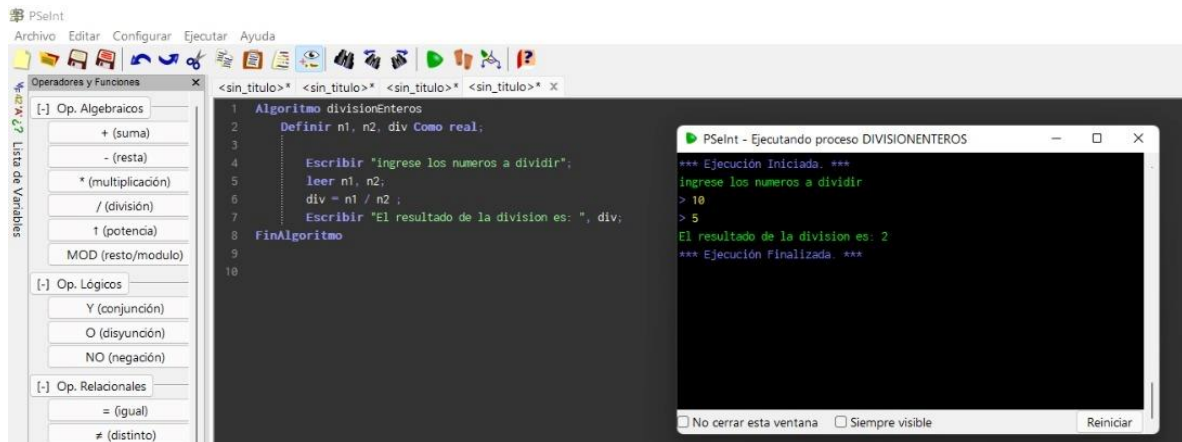 PSeInt
Archivo Editar Configurar Ejecutar Ayuda
Operadores y Funciones X
<sin_titulo>* <sin_titulo>* <sin_titulo>* <sin_titulo>* X
Lista de Variables
[-] Op. Algebraicos
+ (suma)
- (resta)
* (multiplicación)
/ (división)
↑ (potencia)
MOD (resto/modulo)
[-] Op. Lógicos
Y (conjunción)
O (disyunción)
NO (negación)
[-] Op. Relacionales
= (igual)
≠ (distinto)
1 Algoritmo divisionEnteros
2 Definir n1, n2, div Como real;
3
4 Escribir "ingrese los numeros a dividir";
5 leer n1, n2;
6 div = n1 / n2 ;
7 Escribir "El resultado de la division es: ", div;
8 FinAlgoritmo
9
10
PSeInt - Ejecutando proceso DIVISIONENTEROS
*** Ejecución Iniciada. ***
ingrese los numeros a dividir
> 10
> 5
El resultado de la division es: 2
*** Ejecución Finalizada. ***
No cerrar esta ventana Siempre visible Reiniciar